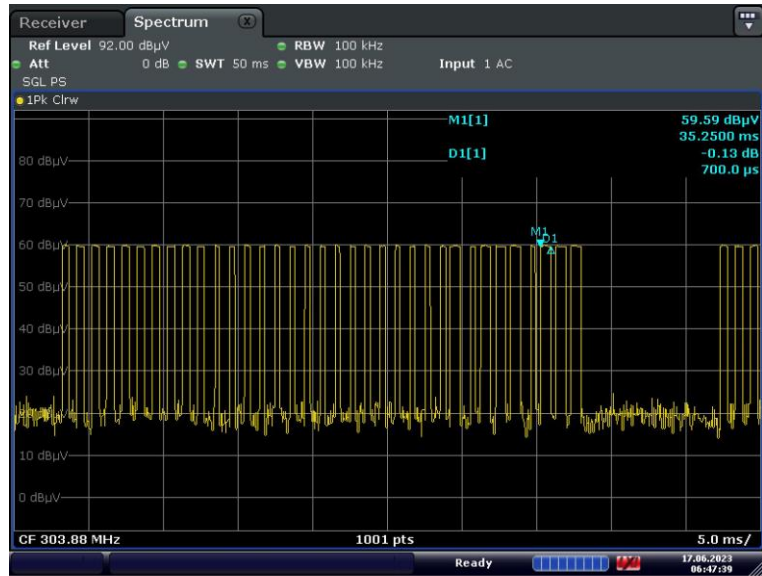 Receiver Spectrum X
Ref Level 92.00 dBµV RBW 100 kHz
Att 0 dB SWT 50 ms VBW 100 kHz Input 1 AC
SGL PS
1Pk Clrw
M1[1] 59.59 dBµV
35.2500 ms
D1[1] -0.13 dB
700.0 µs
80 dBµV
70 dBµV
M1
D1
60 dBµV
50 dBµV
40 dBµV
30 dBµV
20 dBµV
10 dBµV
0 dBµV
CF 303.88 MHz 1001 pts 5.0 ms/
Ready 17.06.2023
06:47:39